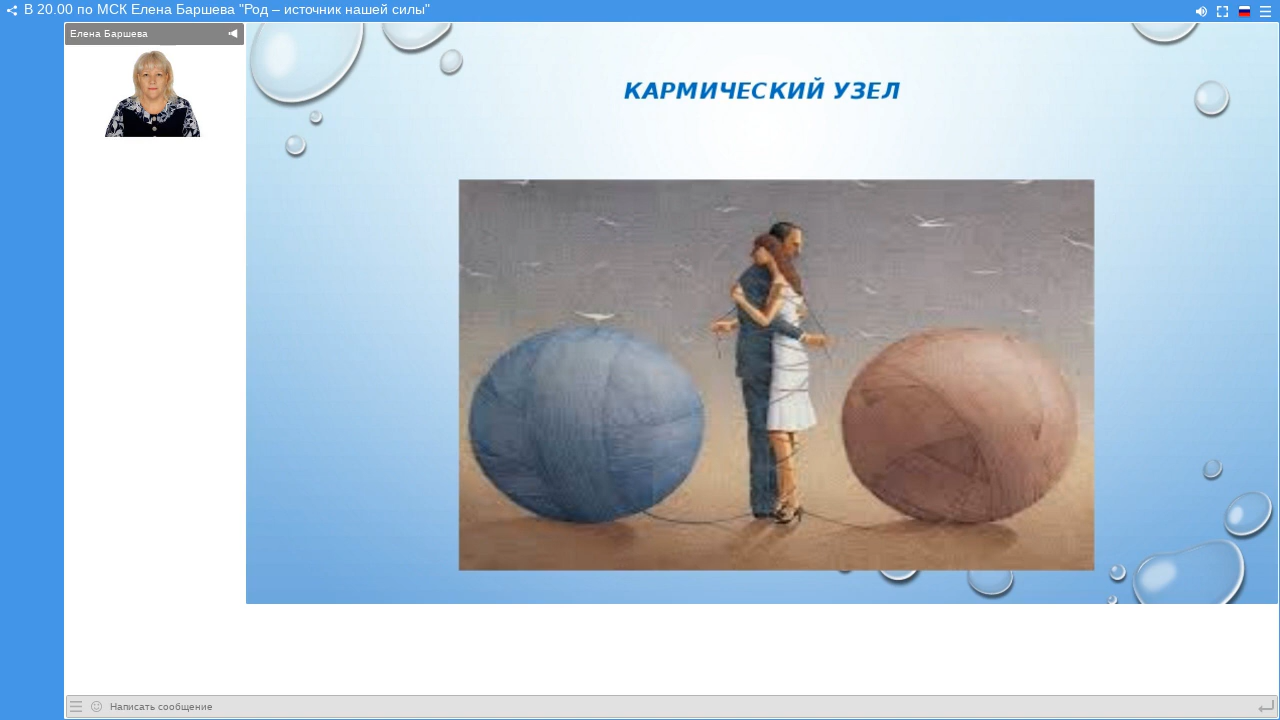 В 20.00 по МСК Елена Баршева "Род – источник нашей силы"
Елена Баршева
КАРМИЧЕСКИЙ УЗЕЛ
Написать сообщение